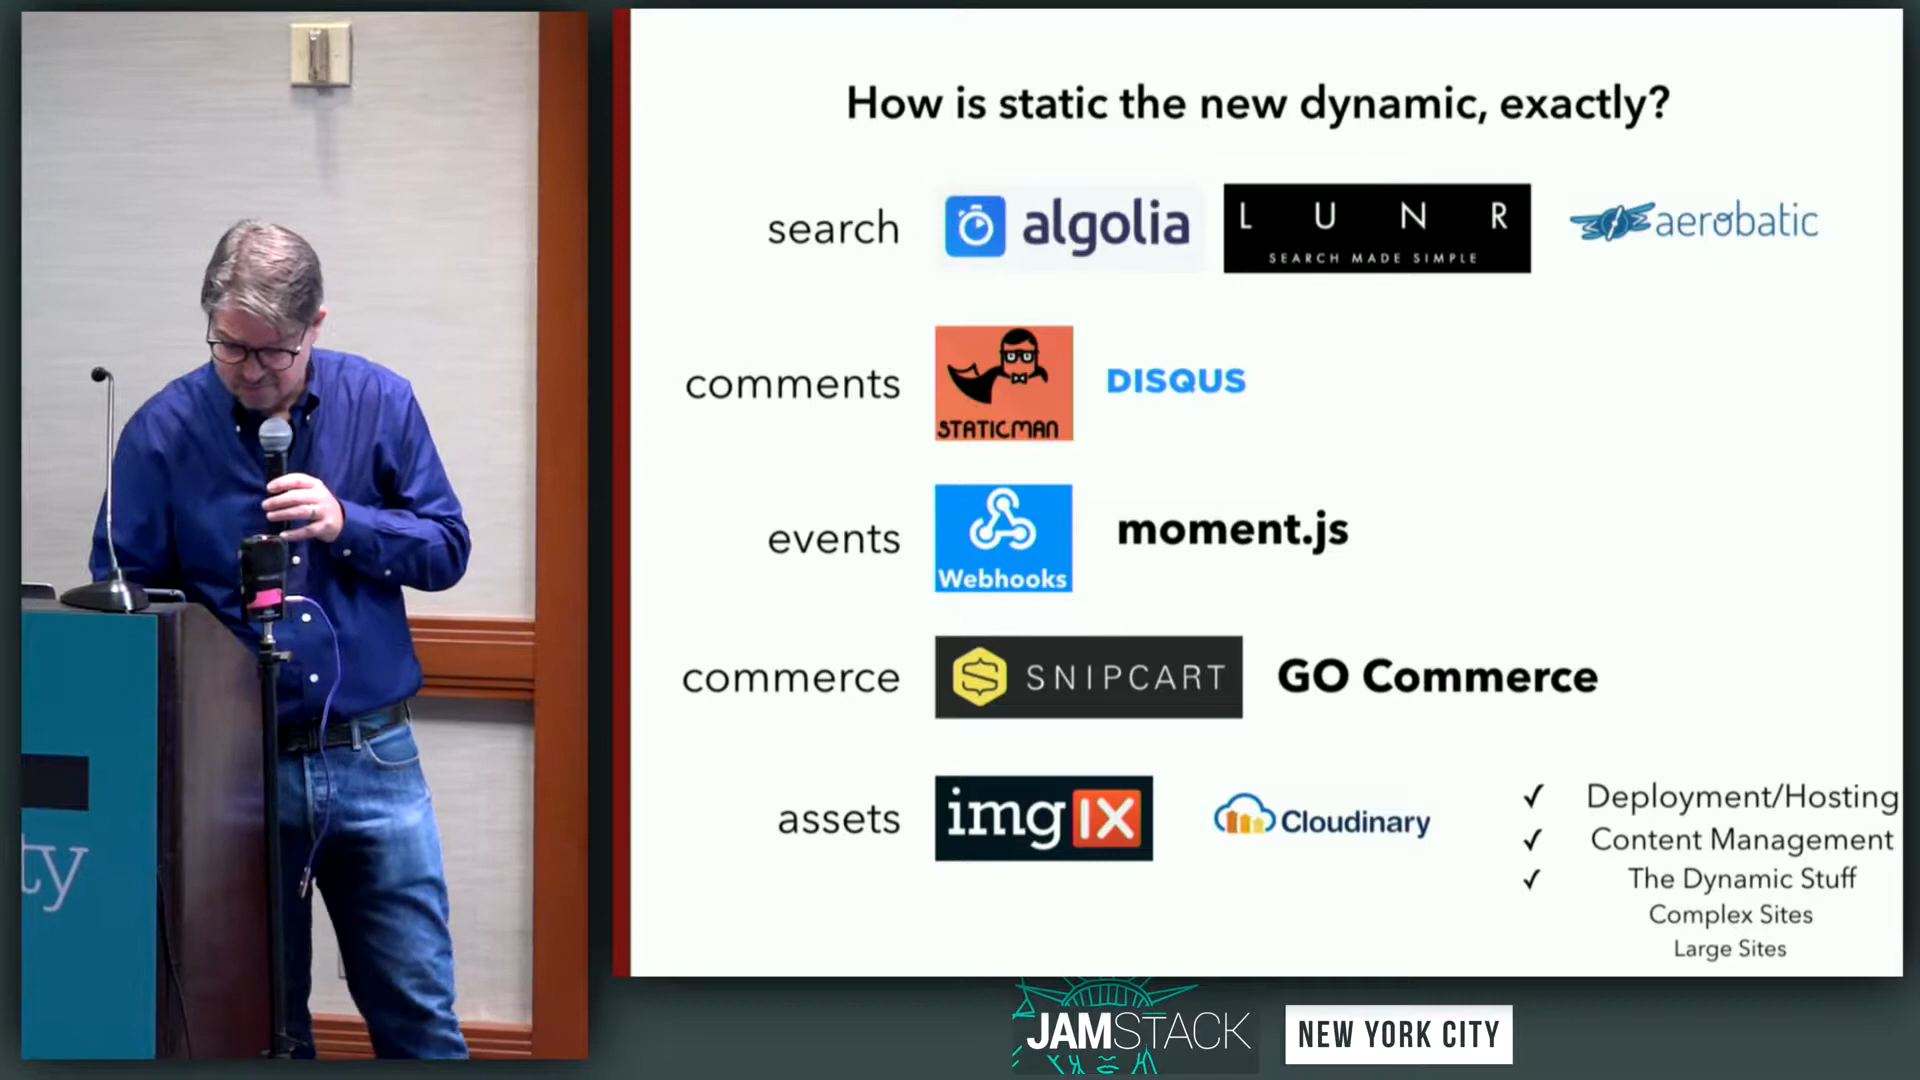 How is static the new dynamic, exactly?
search
algolia
LUNR
SEARCH MADE SIMPLE
aerobatic
comments
STATICMAN
DISQUS
events
Webhooks
moment.js
commerce
SNIPCART
GO Commerce
assets
imgIX
Cloudinary
✓ Deployment/Hosting
✓ Content Management
✓ The Dynamic Stuff
Complex Sites
Large Sites
ty
JAMSTACK
NEW YORK CITY